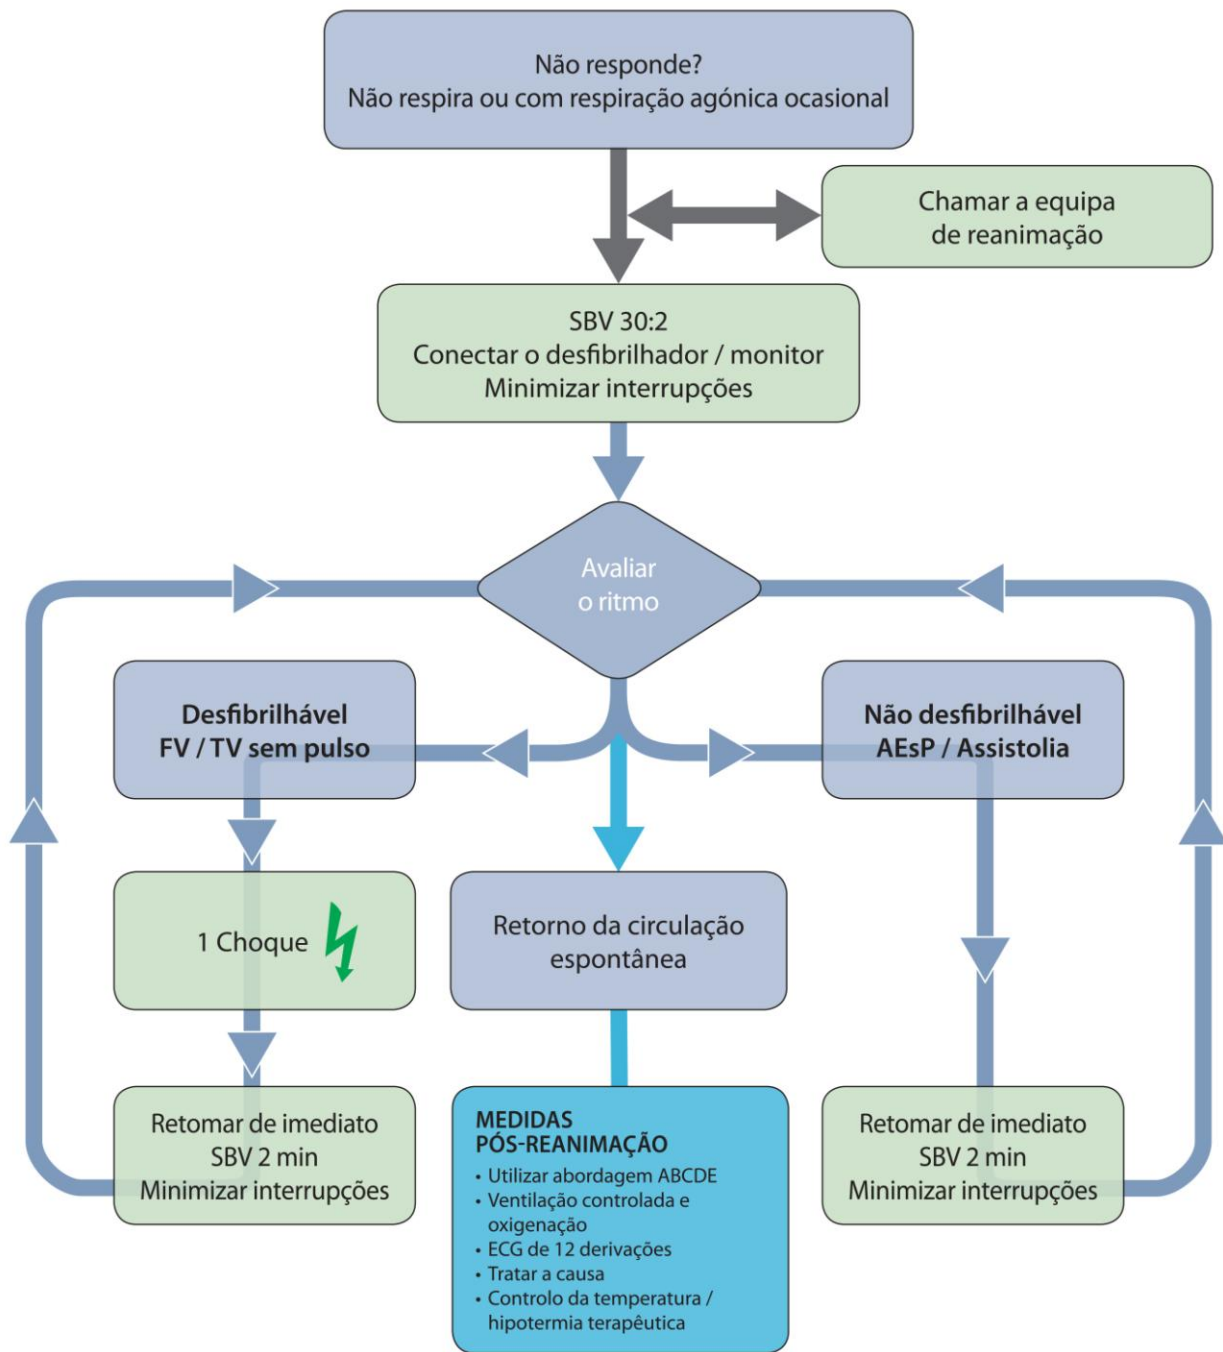 Não responde?
Não respira ou com respiração agónica ocasional
Chamar a equipa
de reanimação
SBV 30:2
Conectar o desfibrilhador / monitor
Minimizar interrupções
Avaliar
o ritmo
Desfibrilhável
FV / TV sem pulso
Não desfibrilhável
AEsP / Assistolia
1 Choque
Retorno da circulação
espontânea
Retomar de imediato
SBV 2 min
Minimizar interrupções
MEDIDAS
PÓS-REANIMAÇÃO
• Utilizar abordagem ABCDE
• Ventilação controlada e
oxigenação
• ECG de 12 derivações
• Tratar a causa
• Controlo da temperatura /
hipotermia terapêutica
Retomar de imediato
SBV 2 min
Minimizar interrupções